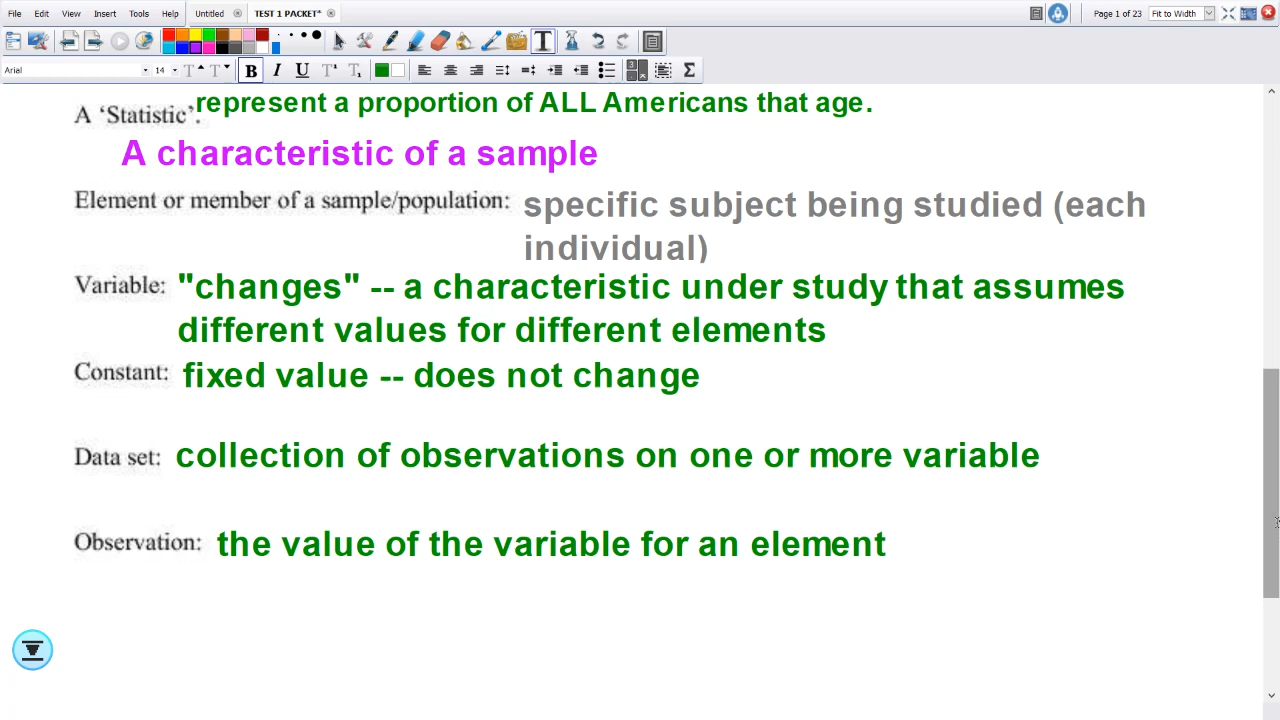 File Edit View Insert Tools Help Untitled TEST 1 PACKET* Page 1 of 23 Fit to Width
Arial 14 B I U T¹ T₁ Σ
represent a proportion of ALL Americans that age.
A ‘Statistic’:
A characteristic of a sample
Element or member of a sample/population: specific subject being studied (each
individual)
Variable: "changes" -- a characteristic under study that assumes
different values for different elements
Constant: fixed value -- does not change
Data set: collection of observations on one or more variable
Observation: the value of the variable for an element